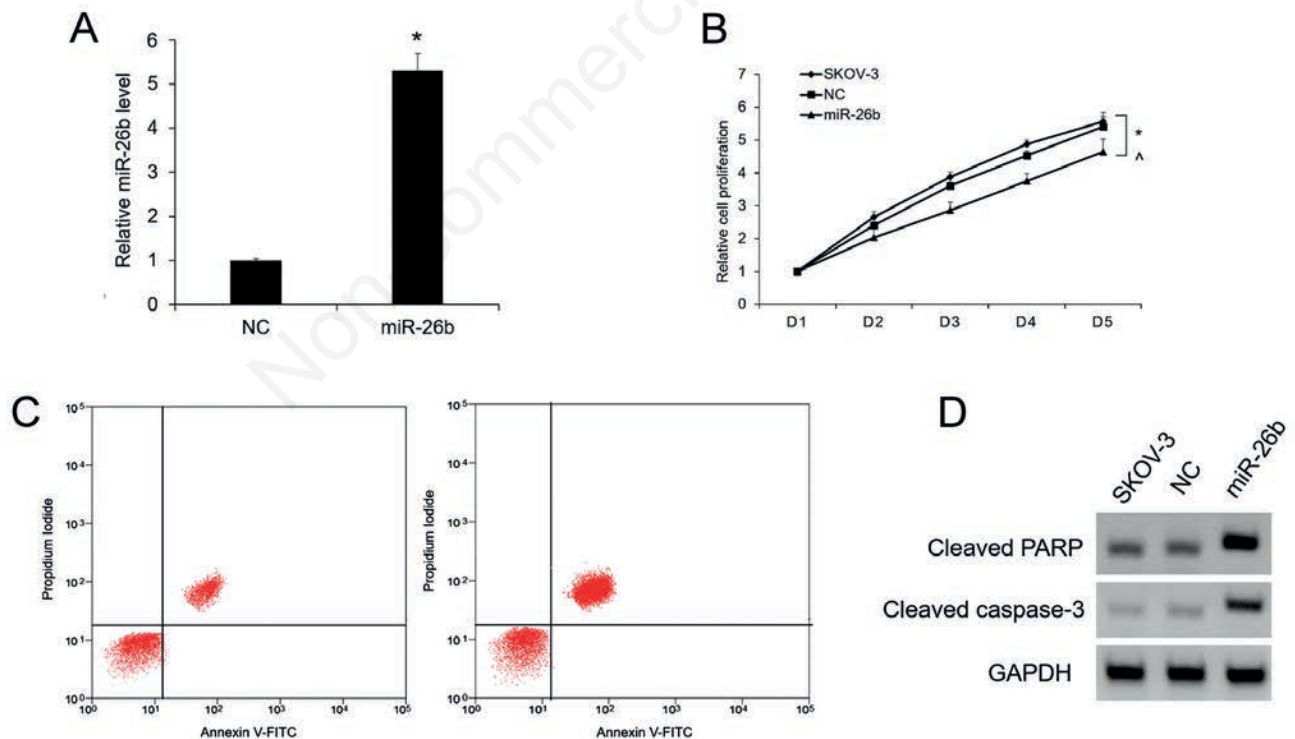 Non-commerc
A
6
5
4
3
2
1
0
Relative miR-26b level
*
NC
miR-26b
B
7
6
5
4
3
2
1
0
Relative cell proliferation
SKOV-3
NC
miR-26b
*
^
D1 D2 D3 D4 D5
C
10⁵
10⁴
10³
10²
10¹
10⁰
Propidium Iodide
10⁰ 10¹ 10² 10³ 10⁴ 10⁵
Annexin V-FITC
10⁵
10⁴
10³
10²
10¹
10⁰
Propidium Iodide
10⁰ 10¹ 10² 10³ 10⁴ 10⁵
Annexin V-FITC
D
SKOV-3
NC
miR-26b
Cleaved PARP
Cleaved caspase-3
GAPDH